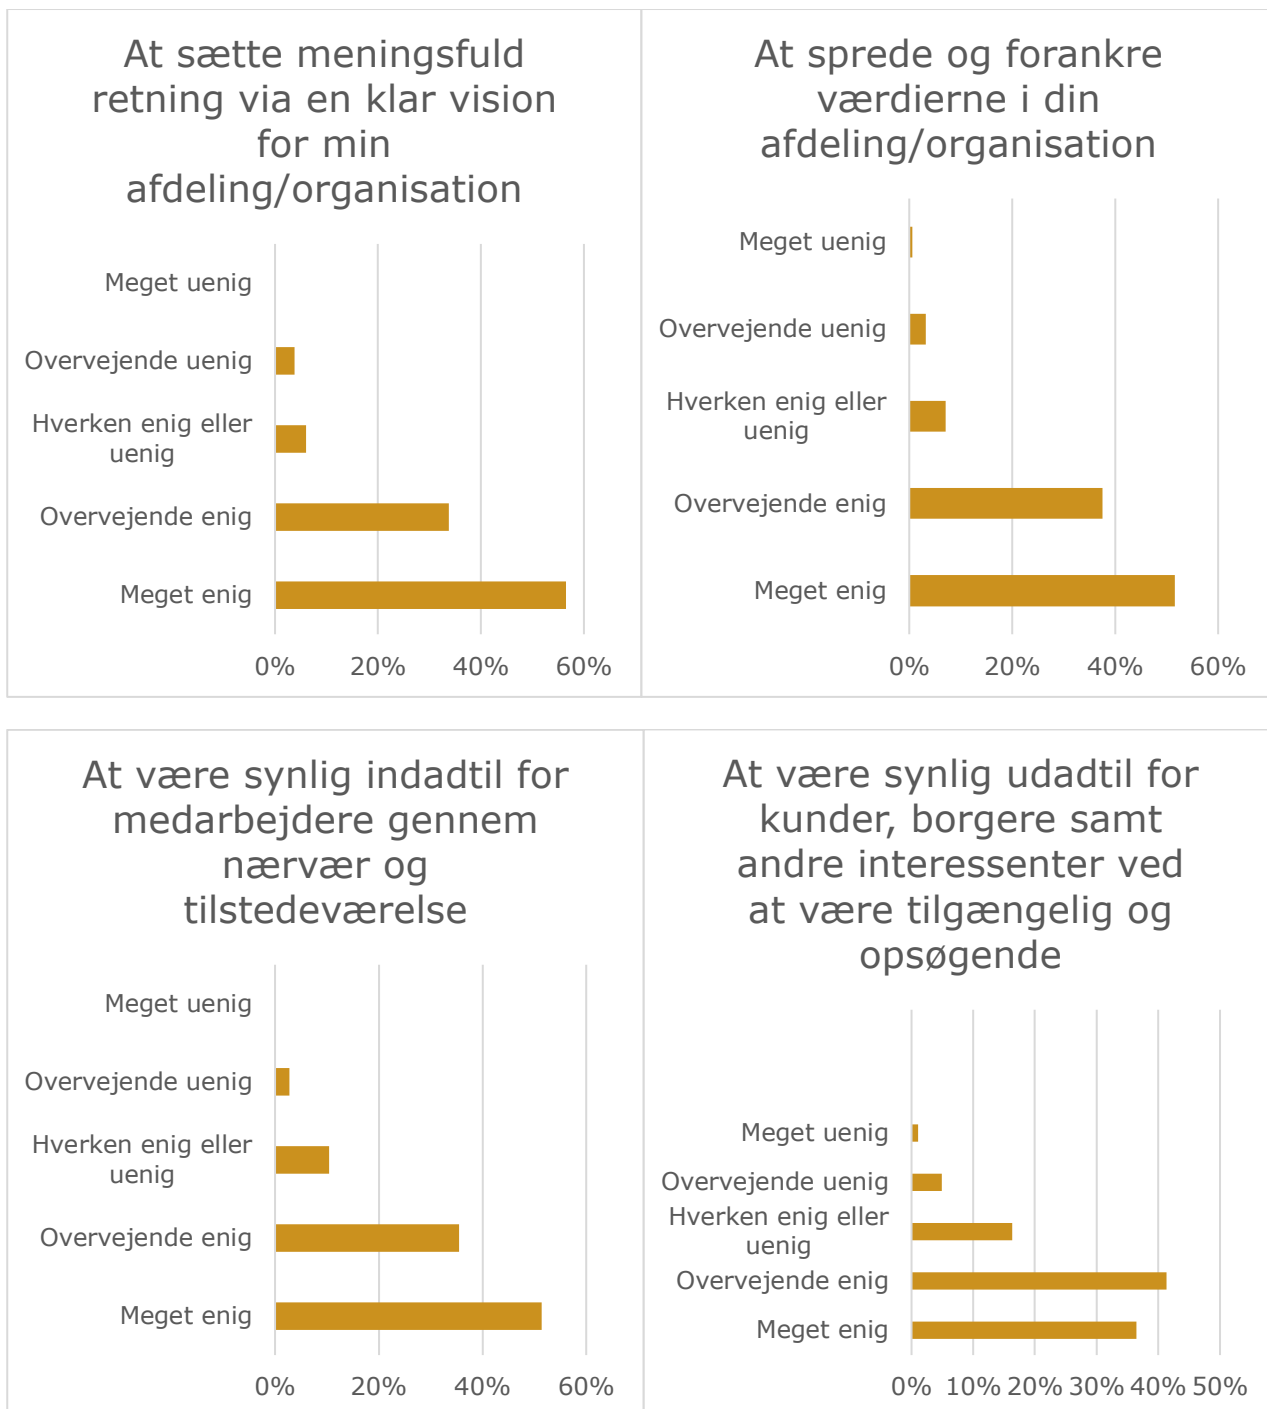 At sætte meningsfuld
retning via en klar vision
for min
afdeling/organisation
Meget uenig
Overvejende uenig
Hverken enig eller
uenig
Overvejende enig
Meget enig
0% 20% 40% 60%
At sprede og forankre
værdierne i din
afdeling/organisation
Meget uenig
Overvejende uenig
Hverken enig eller
uenig
Overvejende enig
Meget enig
0% 20% 40% 60%
At være synlig indadtil for
medarbejdere gennem
nærvær og
tilstedeværelse
Meget uenig
Overvejende uenig
Hverken enig eller
uenig
Overvejende enig
Meget enig
0% 20% 40% 60%
At være synlig udadtil for
kunder, borgere samt
andre interessenter ved
at være tilgængelig og
opsøgende
Meget uenig
Overvejende uenig
Hverken enig eller
uenig
Overvejende enig
Meget enig
0% 10% 20% 30% 40% 50%